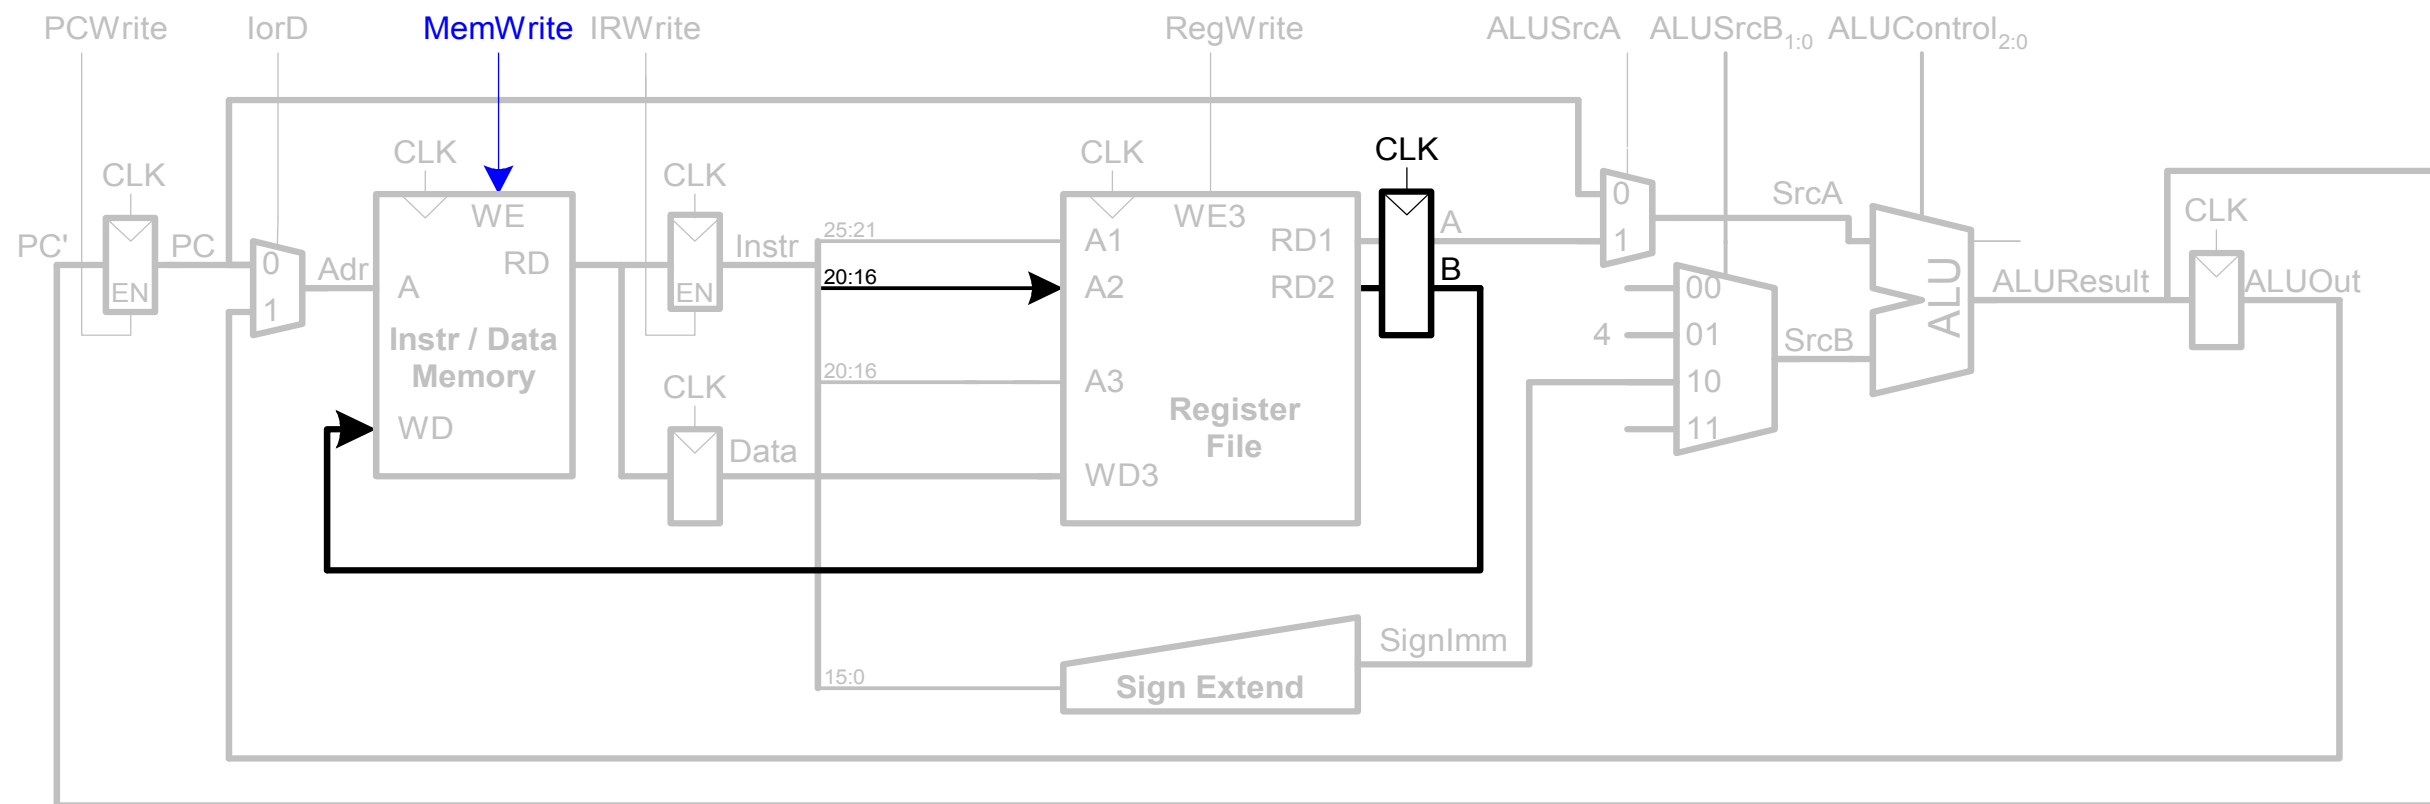 PCWrite
IorD
MemWrite
IRWrite
RegWrite
ALUSrcA
ALUSrcB1:0
ALUControl2:0
CLK
CLK
CLK
CLK
CLK
CLK
PC'
PC
EN
0
1
Adr
WE
A
RD
Instr / Data
Memory
WD
EN
Instr
CLK
Data
25:21
20:16
20:16
15:0
WE3
A1
RD1
A2
RD2
A3
Register
File
WD3
A
B
0
1
SrcA
4
00
01
10
11
SrcB
ALU
ALUResult
CLK
ALUOut
SignImm
Sign Extend